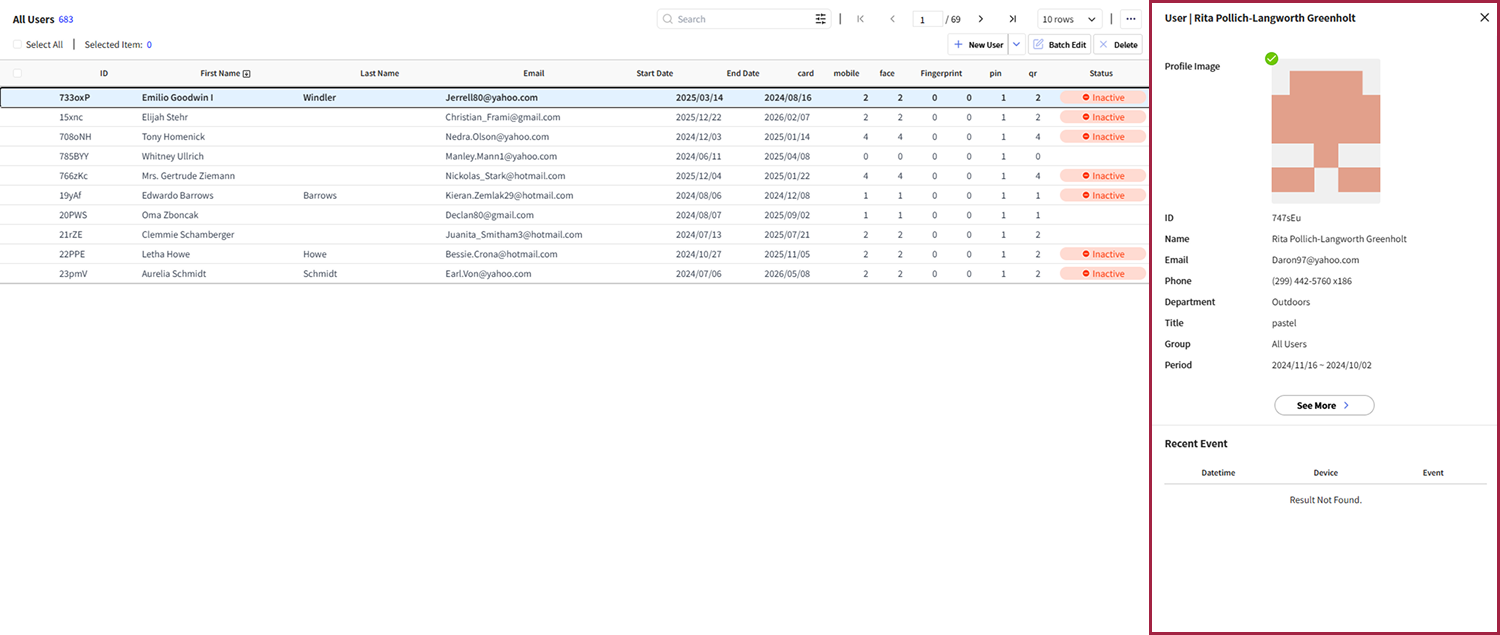 All Users 683
Search
1 / 69
10 rows
Select All Selected Item: 0
New User Batch Edit Delete
ID First Name Last Name Email Start Date End Date card mobile face Fingerprint pin qr Status
733oxP Emilio Goodwin I Windler Jerrell80@yahoo.com 2025/03/14 2024/08/16 2 2 0 0 1 2 Inactive
15xnc Elijah Stehr Christian_Frami@gmail.com 2025/12/22 2026/02/07 2 2 0 0 1 2 Inactive
708oNH Tony Homenick Nedra.Olson@yahoo.com 2024/12/03 2025/01/14 4 4 0 0 1 4 Inactive
785BYY Whitney Ullrich Manley.Mann1@yahoo.com 2024/06/11 2025/04/08 0 0 0 0 1 0
766zKc Mrs. Gertrude Ziemann Nickolas_Stark@hotmail.com 2025/12/04 2025/01/22 4 4 0 0 1 4 Inactive
19yAf Edwardo Barrows Barrows Kieran.Zemlak29@hotmail.com 2024/08/06 2024/12/08 1 1 0 0 1 1 Inactive
20PWS Oma Zboncak Declan80@gmail.com 2024/08/07 2025/09/02 1 1 0 0 1 1
21rZE Clemmie Schamberger Juanita_Smitham3@hotmail.com 2024/07/13 2025/07/21 2 2 0 0 1 2
22PPE Letha Howe Howe Bessie.Crona@hotmail.com 2024/10/27 2025/11/05 2 2 0 0 1 2 Inactive
23pmV Aurelia Schmidt Schmidt Earl.Von@yahoo.com 2024/07/06 2026/05/08 2 2 0 0 1 2 Inactive
User | Rita Pollich-Langworth Greenholt
Profile Image
ID 747sEu
Name Rita Pollich-Langworth Greenholt
Email Daron97@yahoo.com
Phone (299) 442-5760 x186
Department Outdoors
Title pastel
Group All Users
Period 2024/11/16 ~ 2024/10/02
See More
Recent Event
Datetime Device Event
Result Not Found.